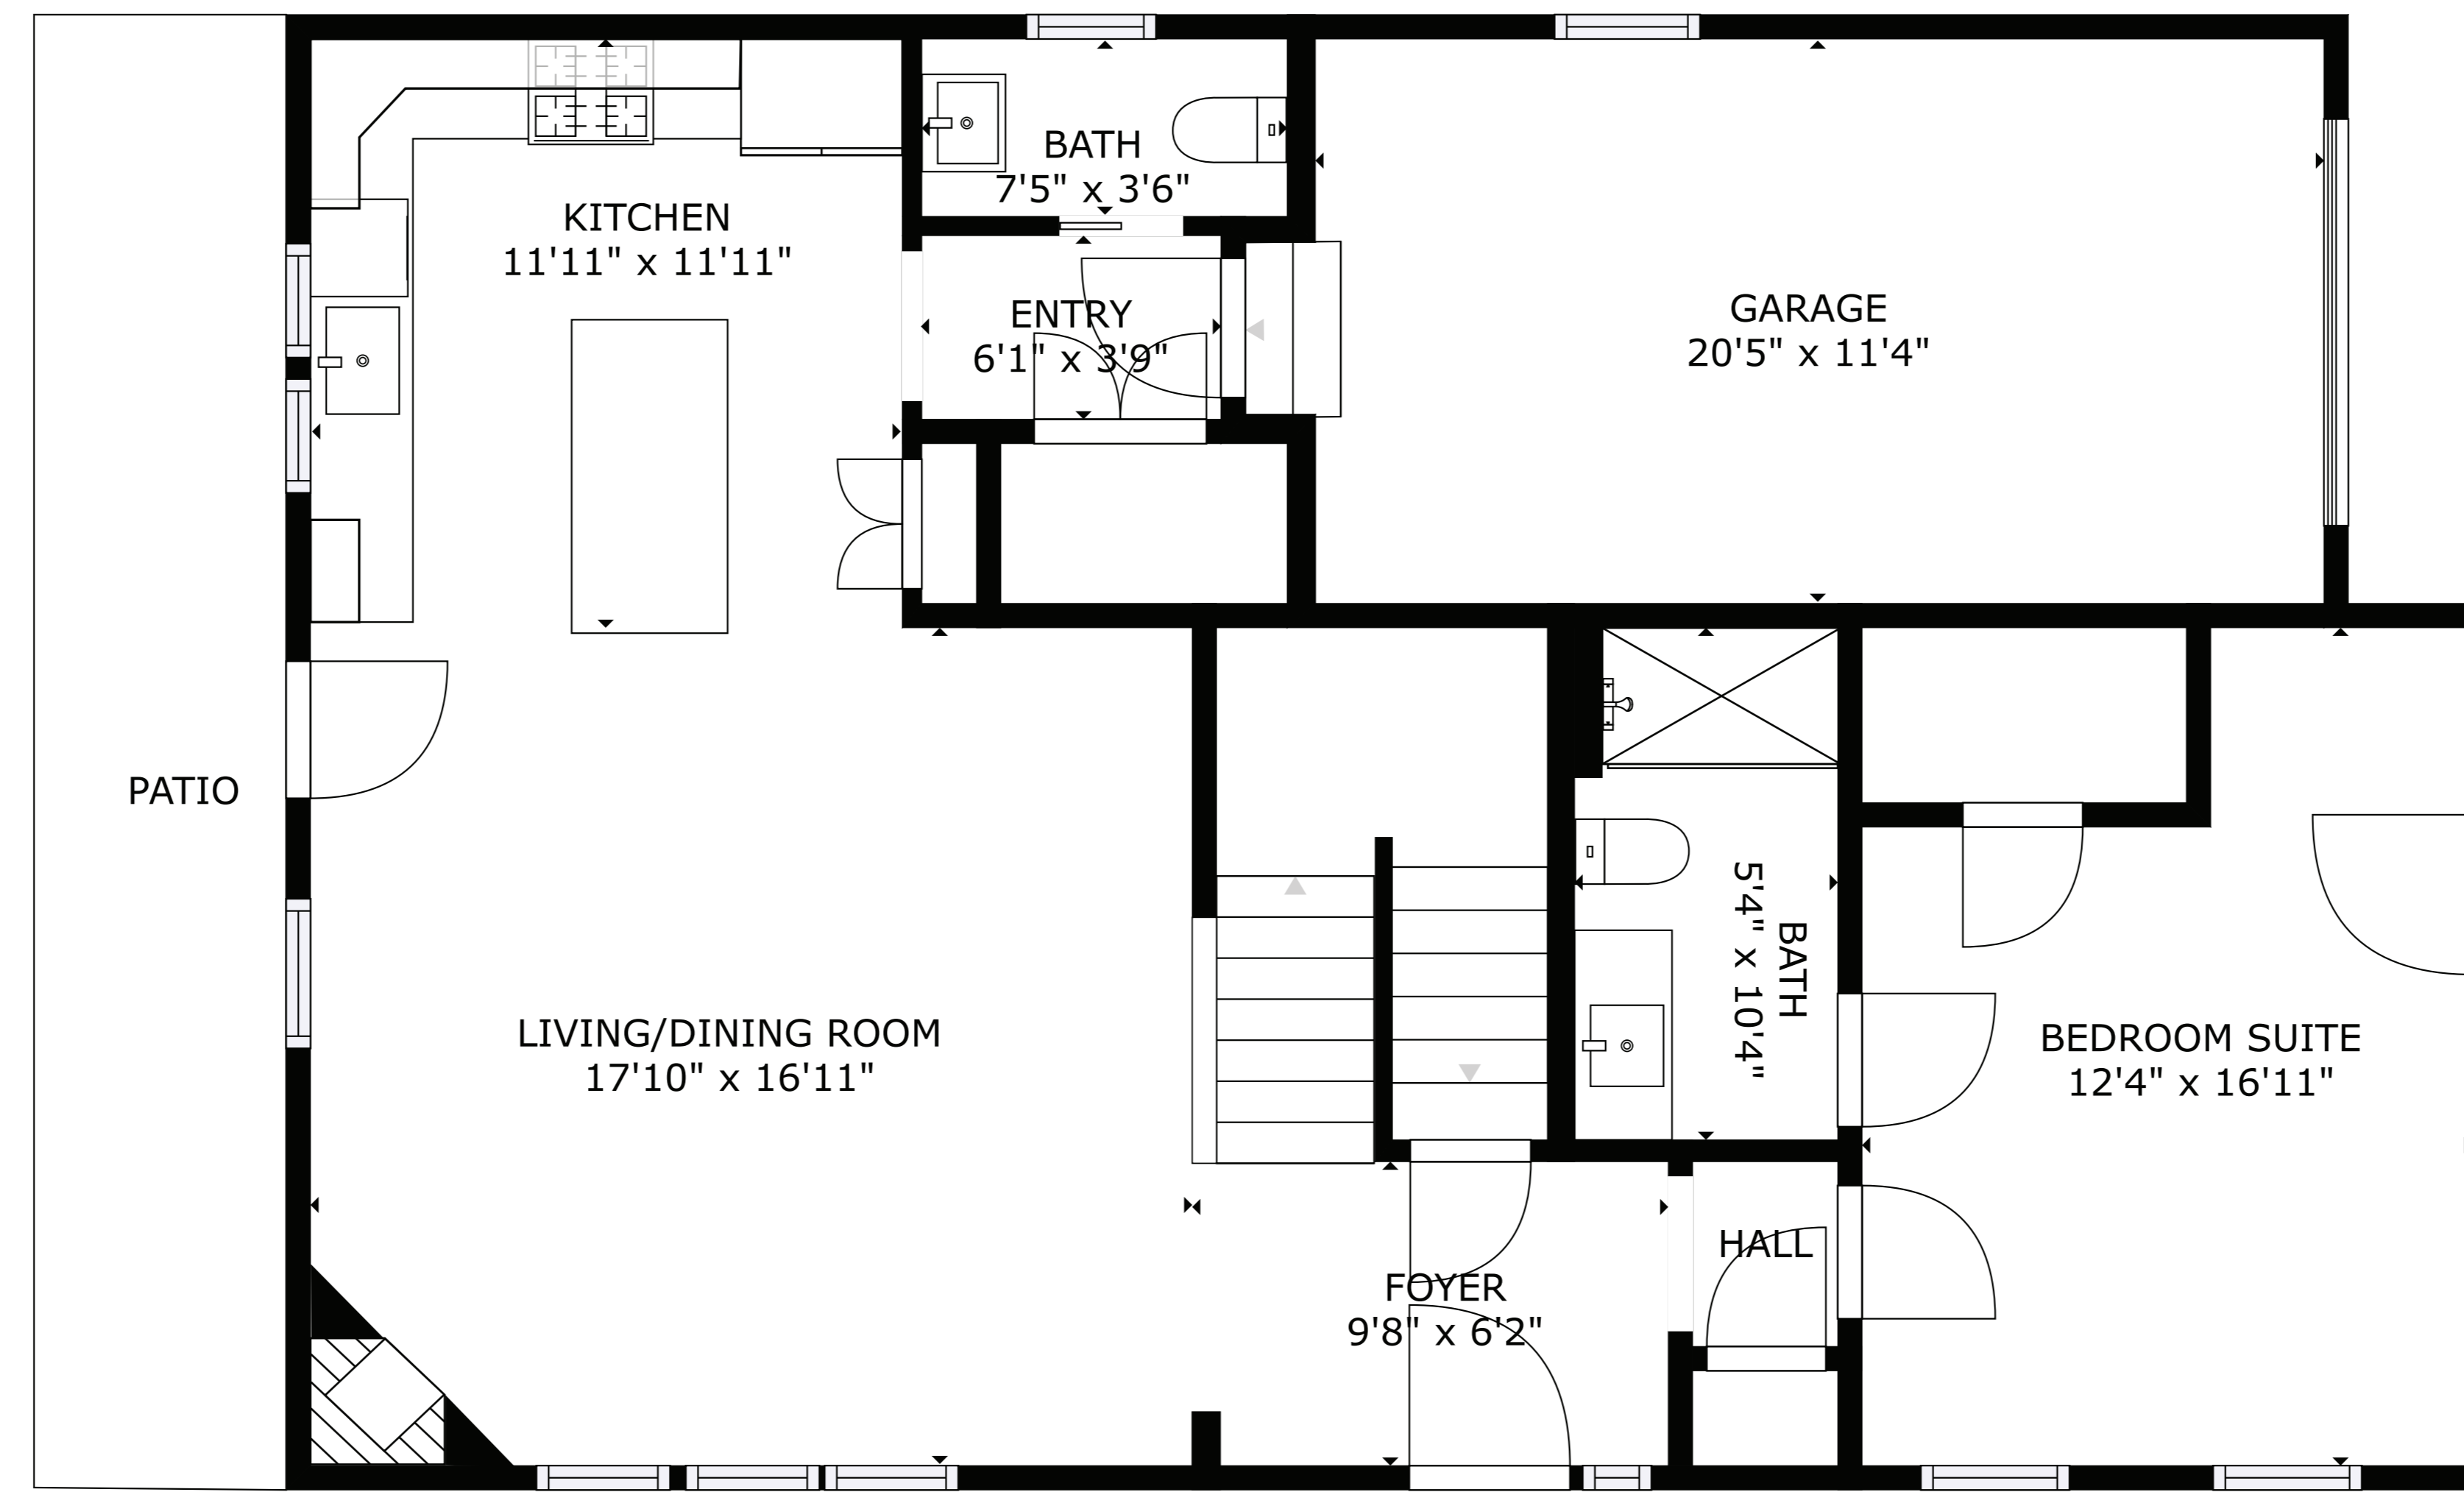 BATH
7'5" x 3'6"
KITCHEN
11'11" x 11'11"
ENTRY
6'1" x 3'9"
GARAGE
20'5" x 11'4"
PATIO
LIVING/DINING ROOM
17'10" x 16'11"
BATH
5'4" x 10'4"
BEDROOM SUITE
12'4" x 16'11"
HALL
FOYER
9'8" x 6'2"